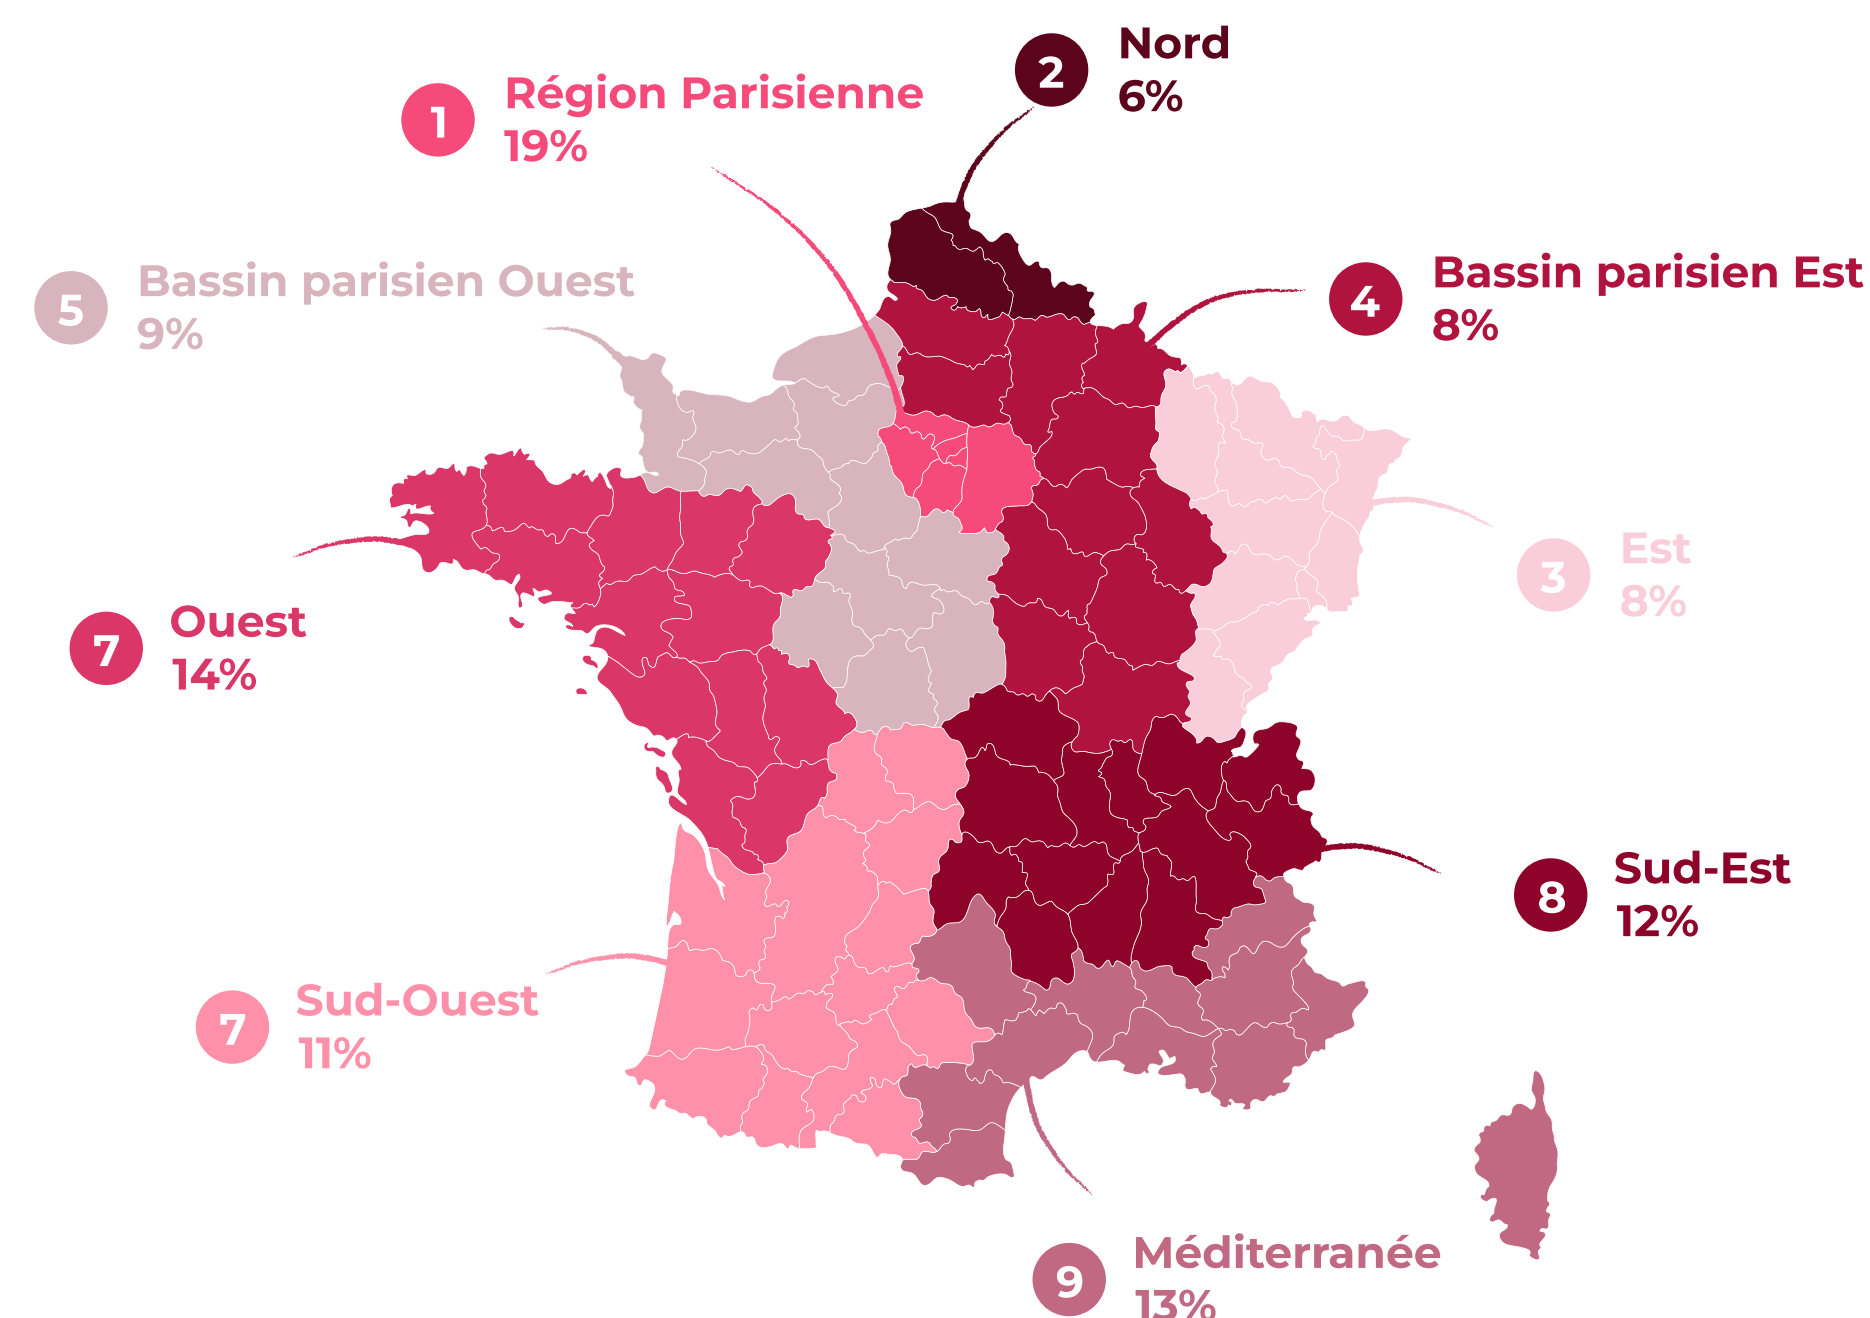 2
Nord
6%
1
Région Parisienne
19%
4
Bassin parisien Est
8%
5
Bassin parisien Ouest
9%
3
Est
8%
7
Ouest
14%
8
Sud-Est
12%
7
Sud-Ouest
11%
9
Méditerranée
13%